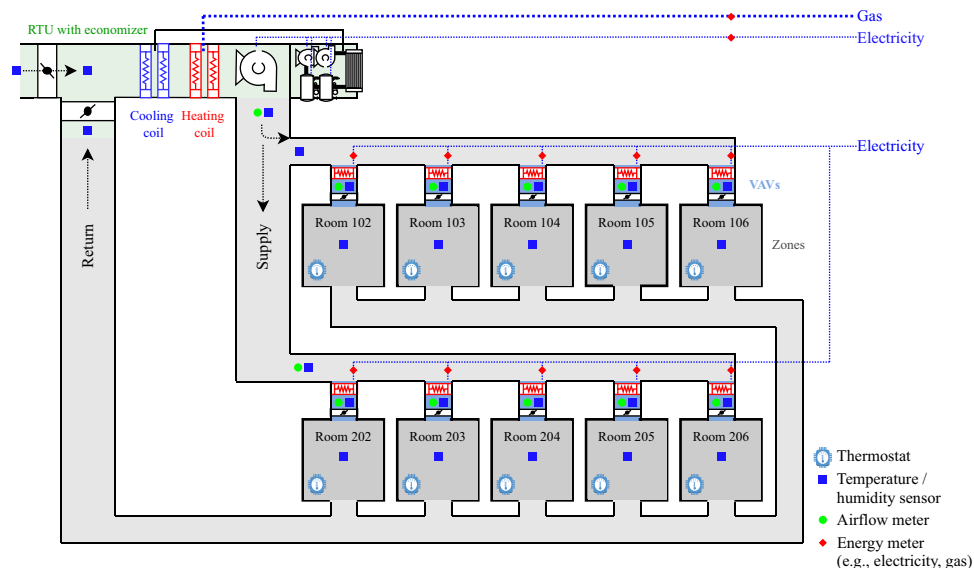 Gas
RTU with economizer
Electricity
Cooling
coil
Heating
coil
Electricity
VAVs
Room 102
Room 103
Room 104
Room 105
Room 106
Return
Supply
Zones
Room 202
Room 203
Room 204
Room 205
Room 206
Thermostat
Temperature /
humidity sensor
Airflow meter
Energy meter
(e.g., electricity, gas)